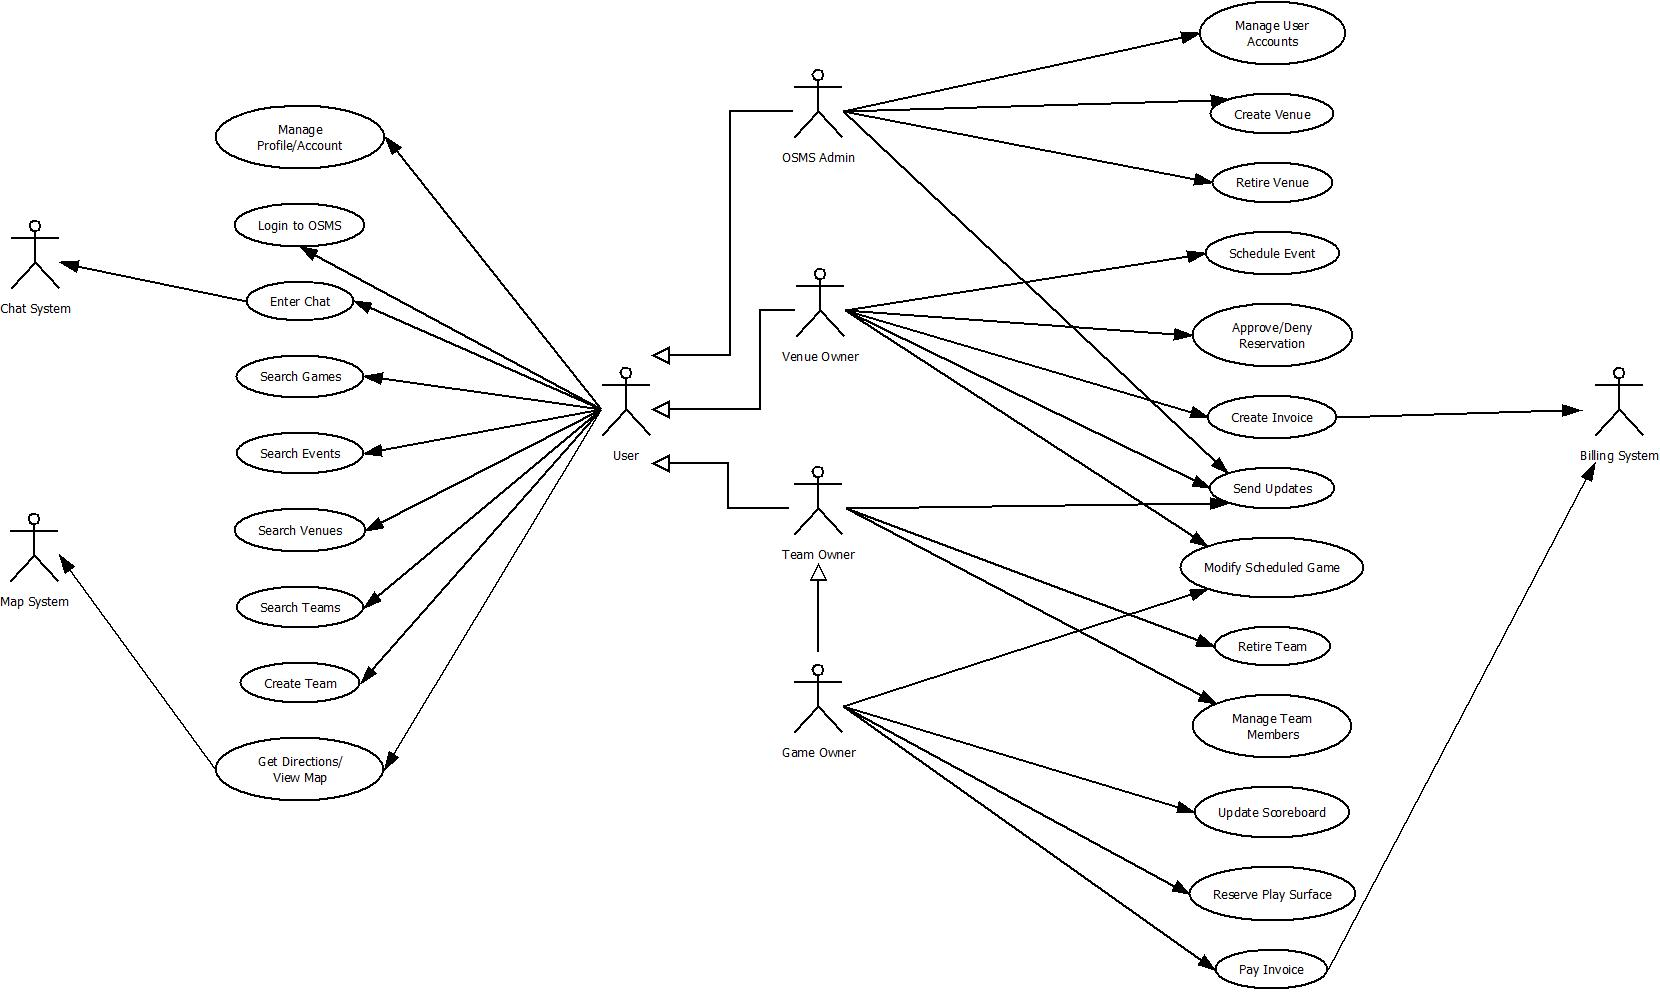 Manage User
Accounts
Create Venue
OSMS Admin
Manage
Profile/Account
Retire Venue
Login to OSMS
Schedule Event
Enter Chat
Chat System
Approve/Deny
Reservation
Venue Owner
Search Games
Create Invoice
User
Billing System
Search Events
Send Updates
Search Venues
Team Owner
Modify Scheduled Game
Map System
Search Teams
Retire Team
Create Team
Manage Team
Members
Game Owner
Get Directions/
View Map
Update Scoreboard
Reserve Play Surface
Pay Invoice